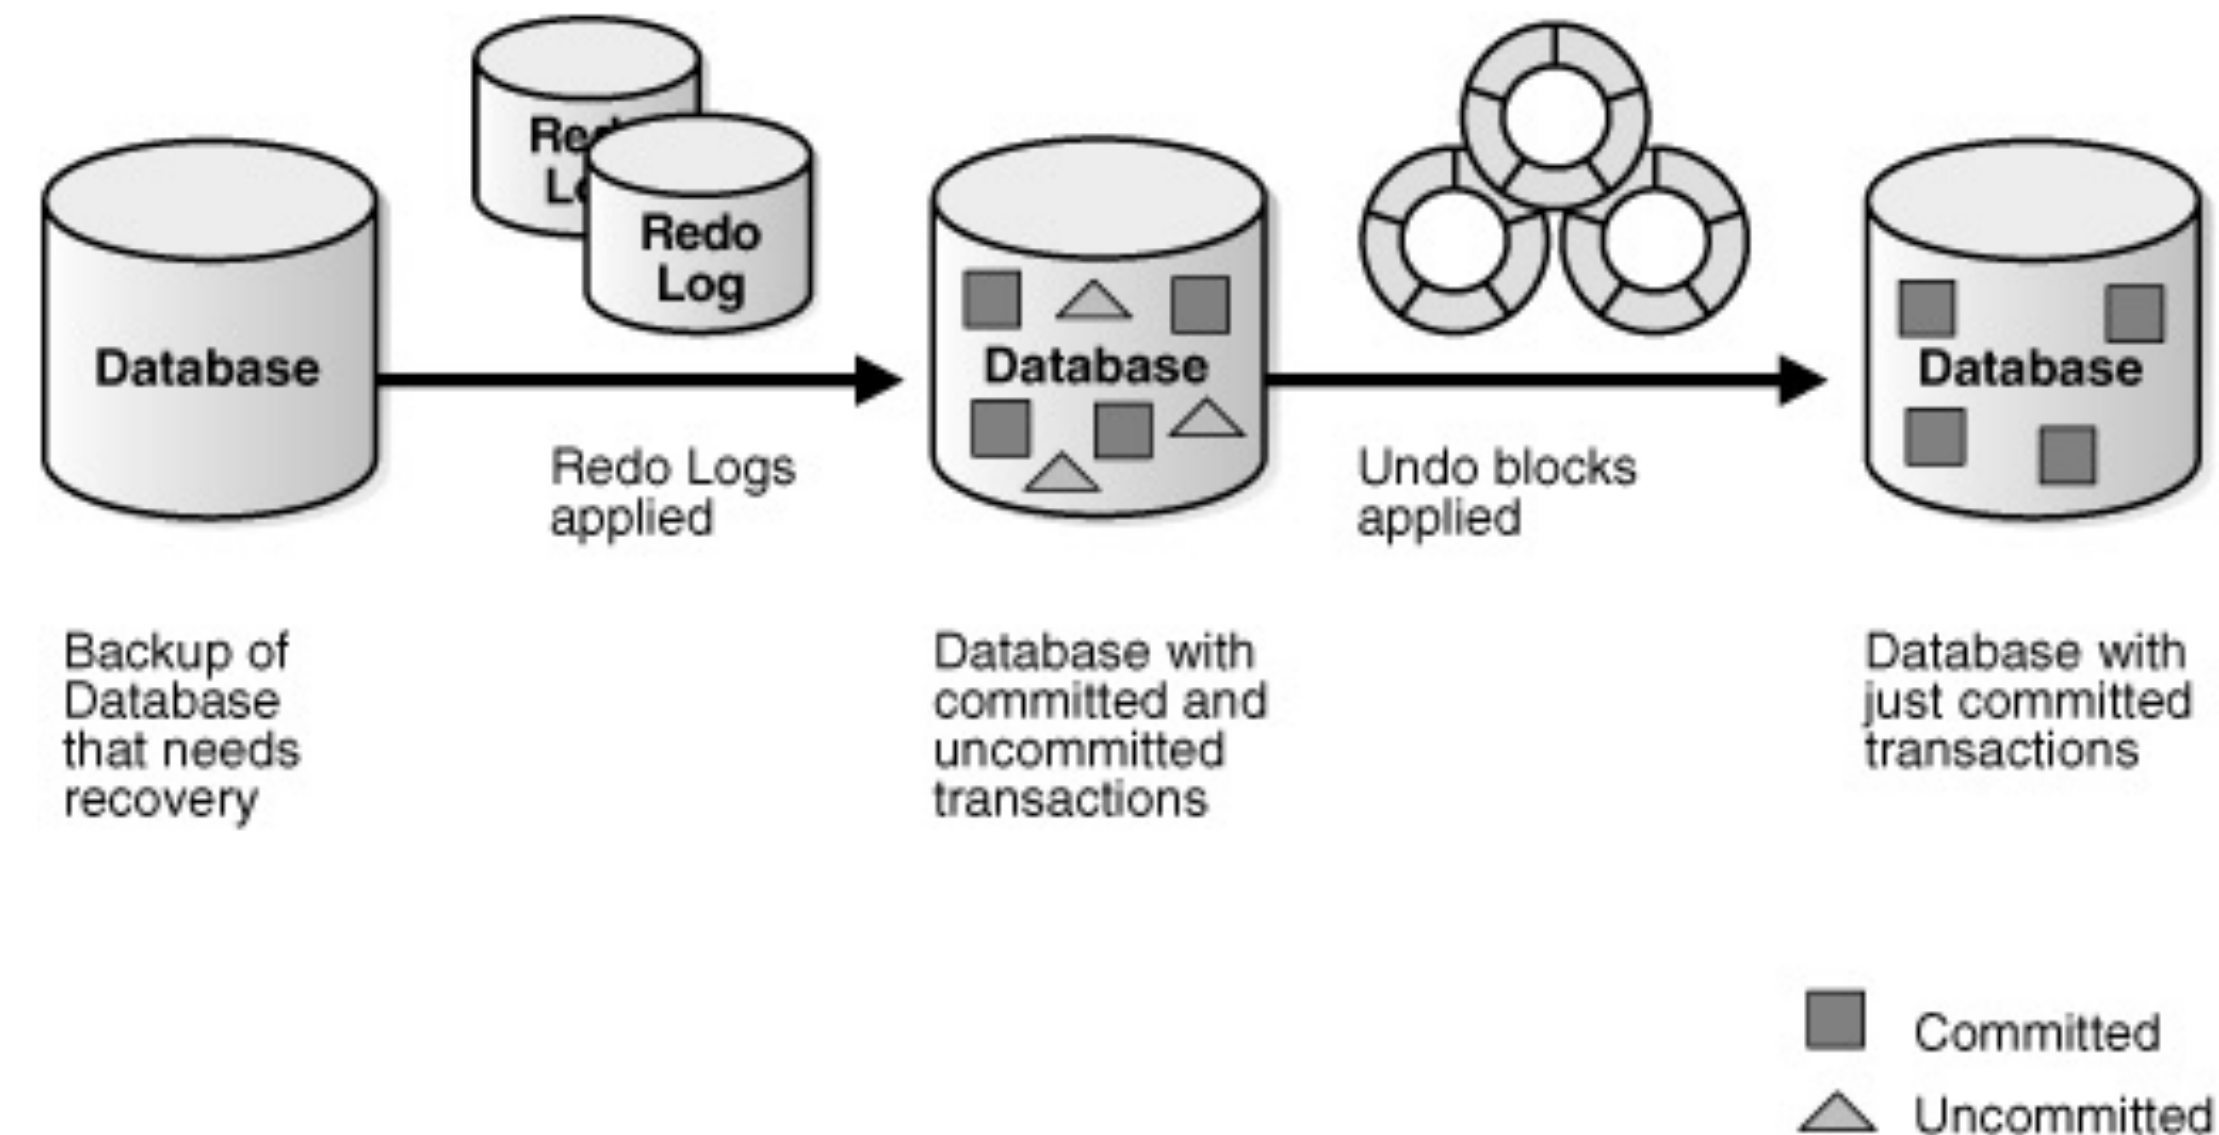 Redo
Log
Database
Database
Database
Redo Logs
applied
Undo blocks
applied
Backup of
Database
that needs
recovery
Database with
committed and
uncommitted
transactions
Database with
just committed
transactions
Committed
Uncommitted